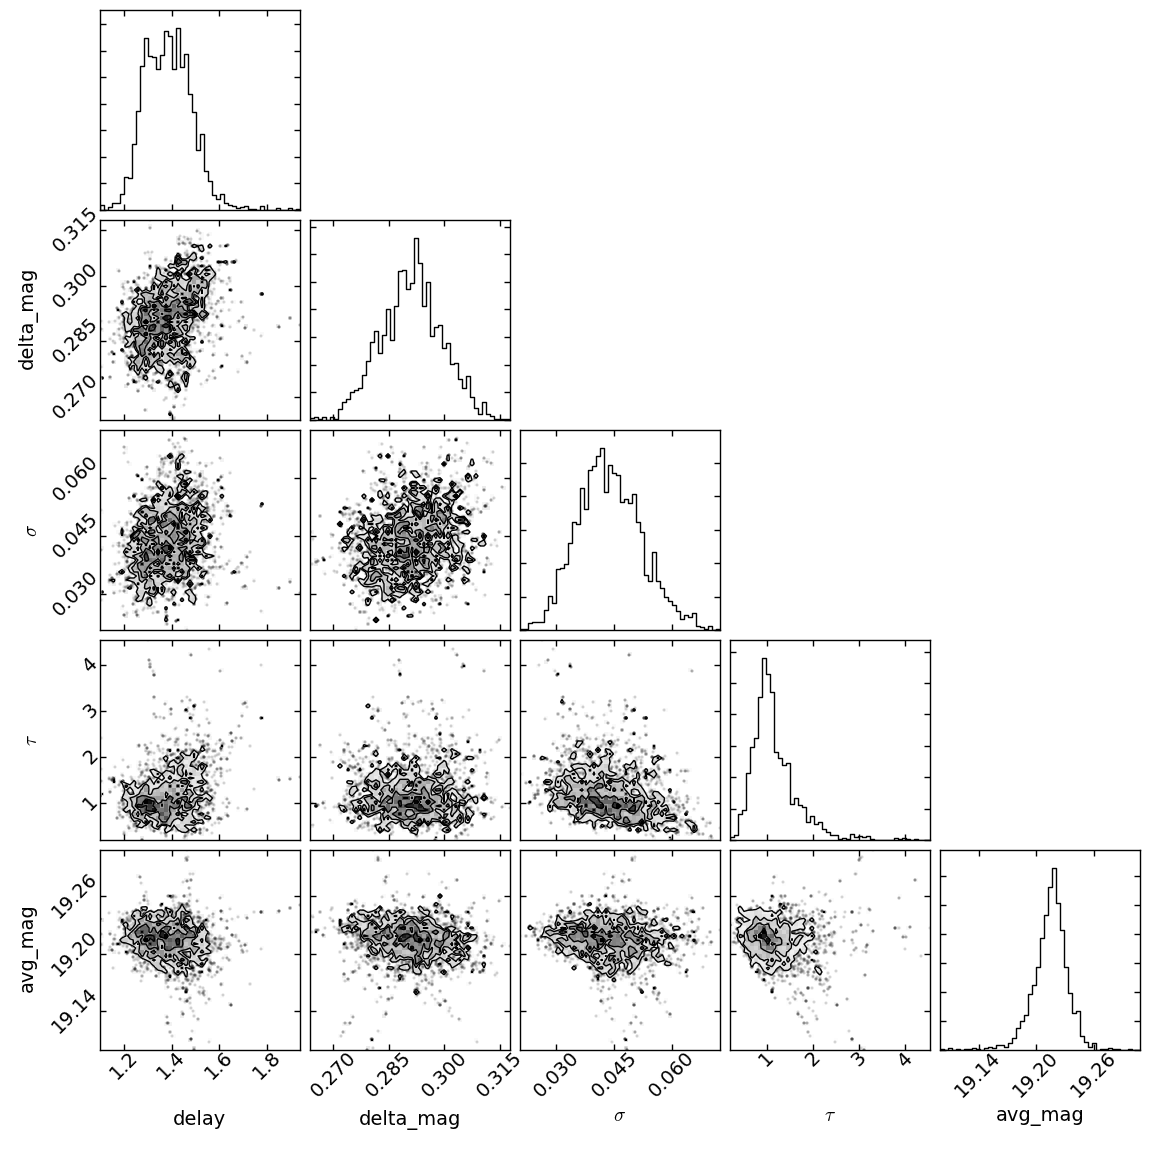 0.315
0.300
0.285
0.270
delta_mag
0.060
0.045
0.030
σ
4
3
2
1
τ
19.26
19.20
19.14
avg_mag
1.2 1.4 1.6 1.8
0.270 0.285 0.300 0.315
0.030 0.045 0.060
1 2 3 4
19.14 19.20 19.26
delay delta_mag σ τ avg_mag